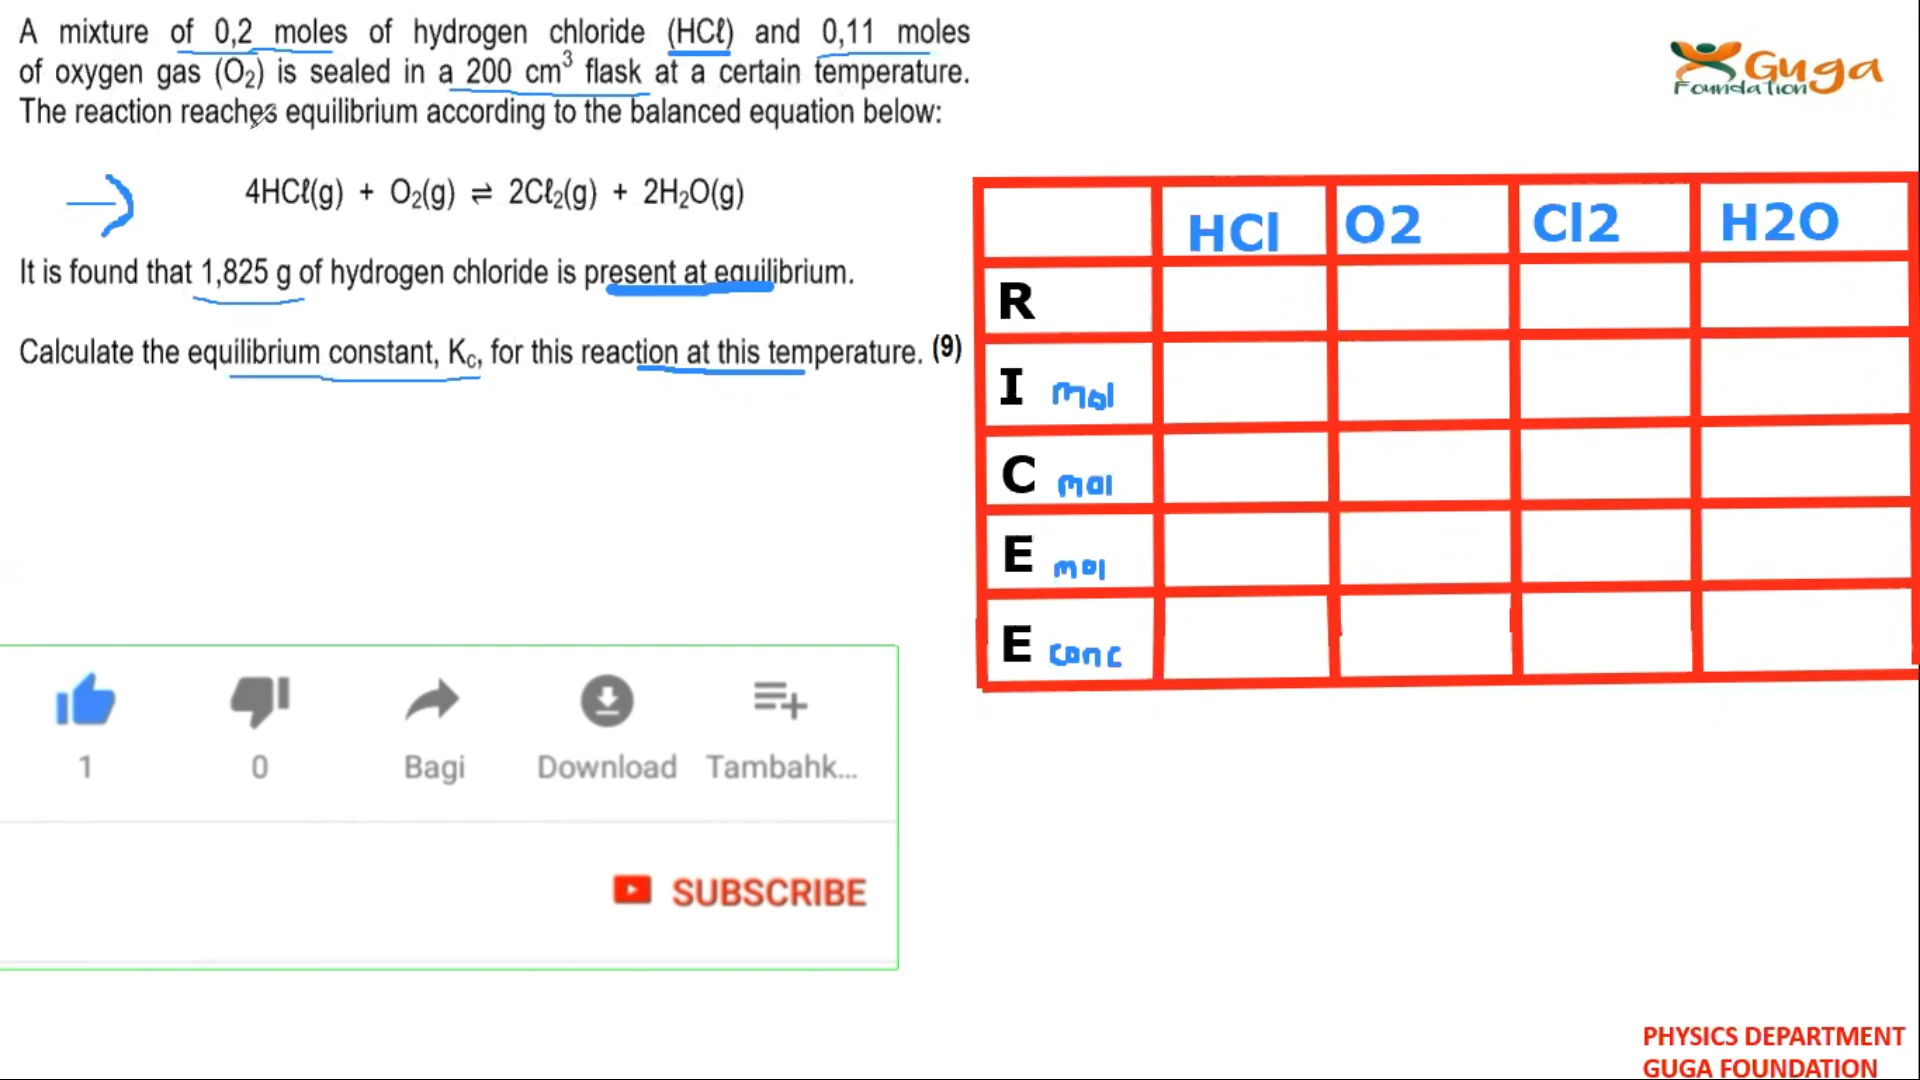 A mixture of 0,2 moles of hydrogen chloride (HCℓ) and 0,11 moles
of oxygen gas (O₂) is sealed in a 200 cm³ flask at a certain temperature.
The reaction reaches equilibrium according to the balanced equation below:
4HCℓ(g) + O₂(g) ⇌ 2Cℓ₂(g) + 2H₂O(g)
It is found that 1,825 g of hydrogen chloride is present at equilibrium.
Calculate the equilibrium constant, Kc, for this reaction at this temperature. (9)
Guga
Foundation
HCl O2 Cl2 H2O
R
I mol
C mol
E mol
E conc
1 0 Bagi Download Tambahk...
SUBSCRIBE
PHYSICS DEPARTMENT
GUGA FOUNDATION